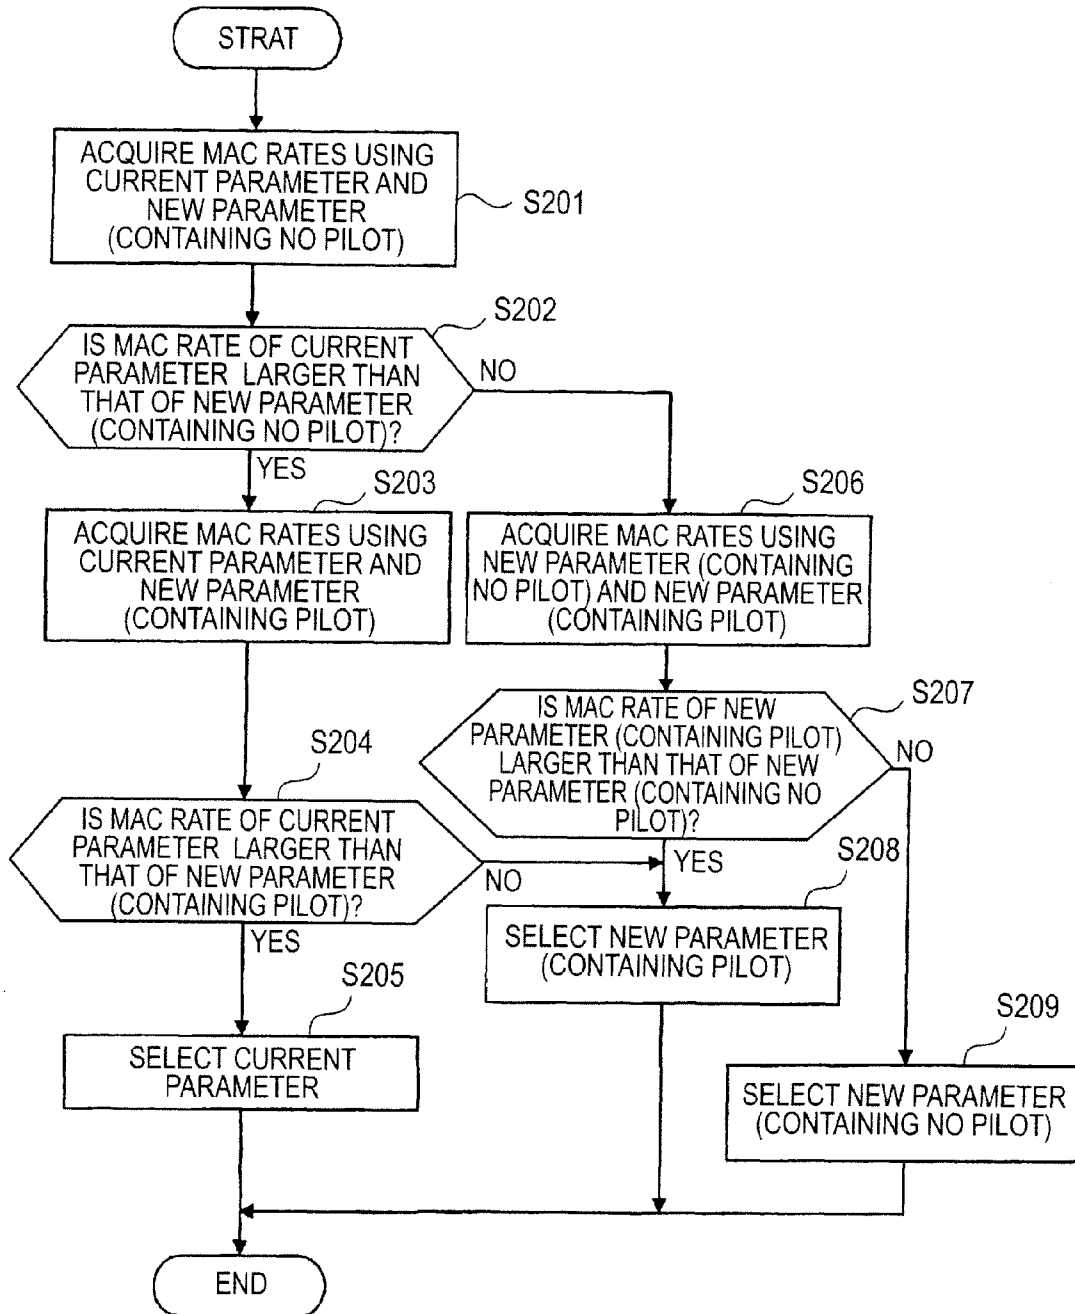 STRAT
ACQUIRE MAC RATES USING
CURRENT PARAMETER AND
NEW PARAMETER
(CONTAINING NO PILOT)
S201
S202
IS MAC RATE OF CURRENT
PARAMETER LARGER THAN
THAT OF NEW PARAMETER
(CONTAINING NO PILOT)?
NO
YES
S203
ACQUIRE MAC RATES USING
CURRENT PARAMETER AND
NEW PARAMETER
(CONTAINING PILOT)
S206
ACQUIRE MAC RATES USING
NEW PARAMETER (CONTAINING
NO PILOT) AND NEW PARAMETER
(CONTAINING PILOT)
S207
IS MAC RATE OF NEW
PARAMETER (CONTAINING PILOT)
LARGER THAN THAT OF NEW
PARAMETER (CONTAINING NO
PILOT)?
NO
YES
S204
IS MAC RATE OF CURRENT
PARAMETER LARGER THAN
THAT OF NEW PARAMETER
(CONTAINING PILOT)?
NO
YES
S208
SELECT NEW PARAMETER
(CONTAINING PILOT)
S205
SELECT CURRENT
PARAMETER
S209
SELECT NEW PARAMETER
(CONTAINING NO PILOT)
END